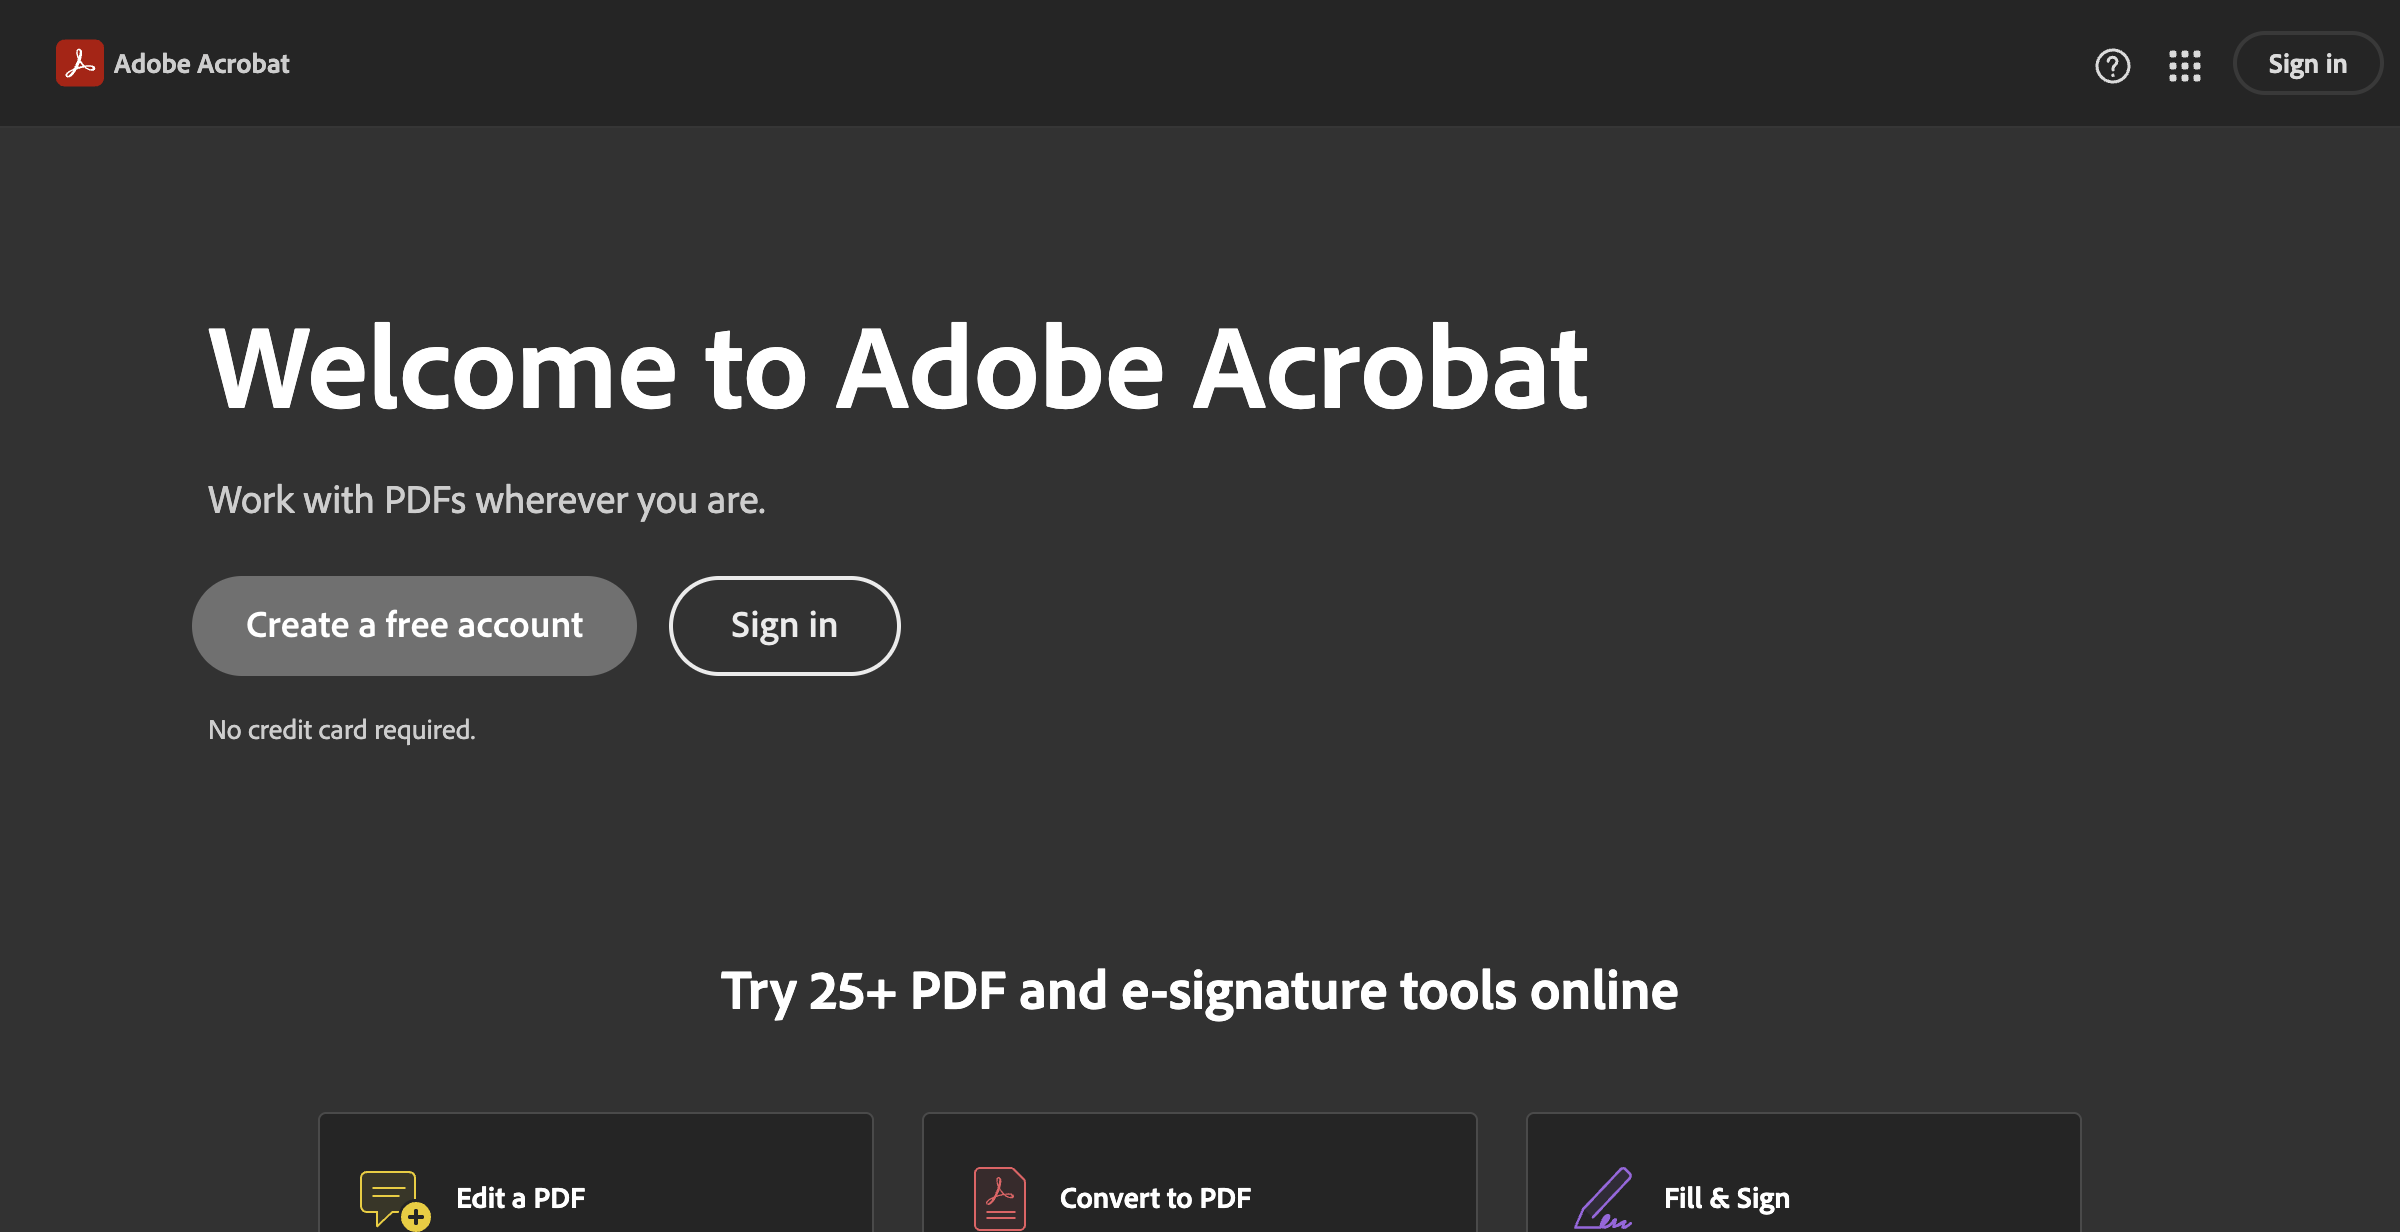 Adobe Acrobat
Sign in
Welcome to Adobe Acrobat
Work with PDFs wherever you are.
Create a free account
Sign in
No credit card required.
Try 25+ PDF and e-signature tools online
Edit a PDF
Convert to PDF
Fill & Sign